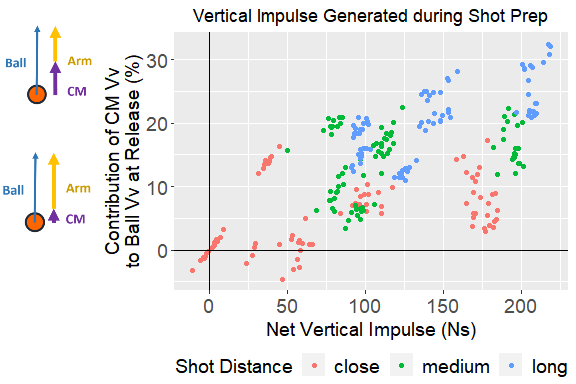 Vertical Impulse Generated during Shot Prep
Ball
Arm
CM
Ball
Arm
CM
Contribution of CM Vv
to Ball Vv at Release (%)
30
20
10
0
0
50
100
150
200
Net Vertical Impulse (Ns)
Shot Distance close medium long